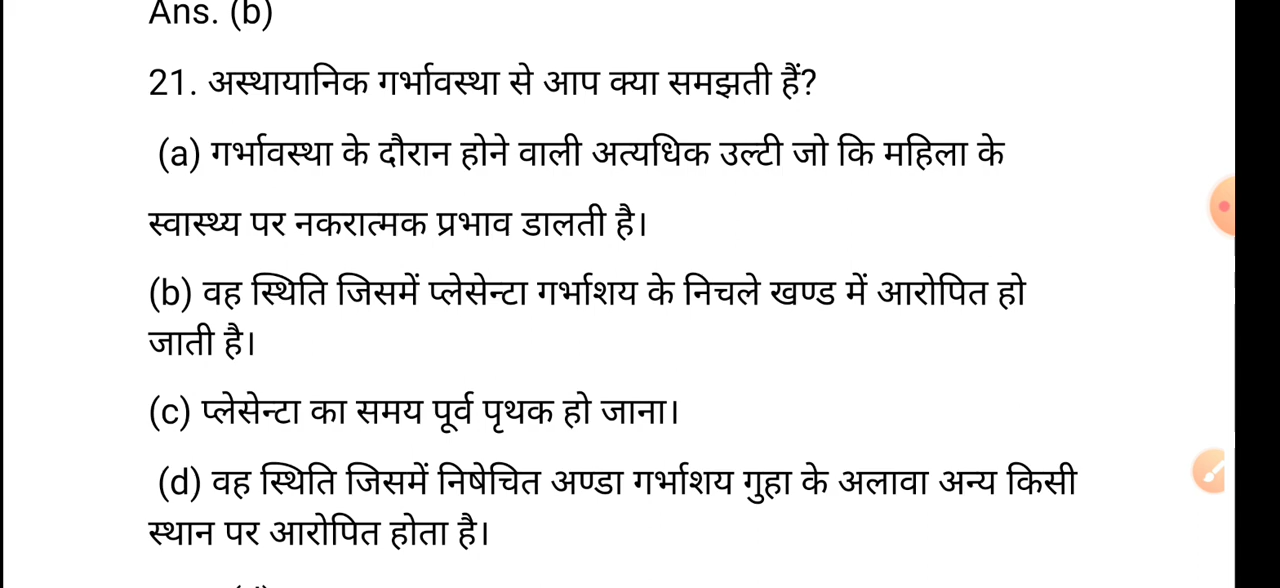 Ans. (b)
21. अस्थायानिक गर्भावस्था से आप क्या समझती हैं?
(a) गर्भावस्था के दौरान होने वाली अत्यधिक उल्टी जो कि महिला के
स्वास्थ्य पर नकरात्मक प्रभाव डालती है।
(b) वह स्थिति जिसमें प्लेसेन्टा गर्भाशय के निचले खण्ड में आरोपित हो
जाती है।
(c) प्लेसेन्टा का समय पूर्व पृथक हो जाना।
(d) वह स्थिति जिसमें निषेचित अण्डा गर्भाशय गुहा के अलावा अन्य किसी
स्थान पर आरोपित होता है।